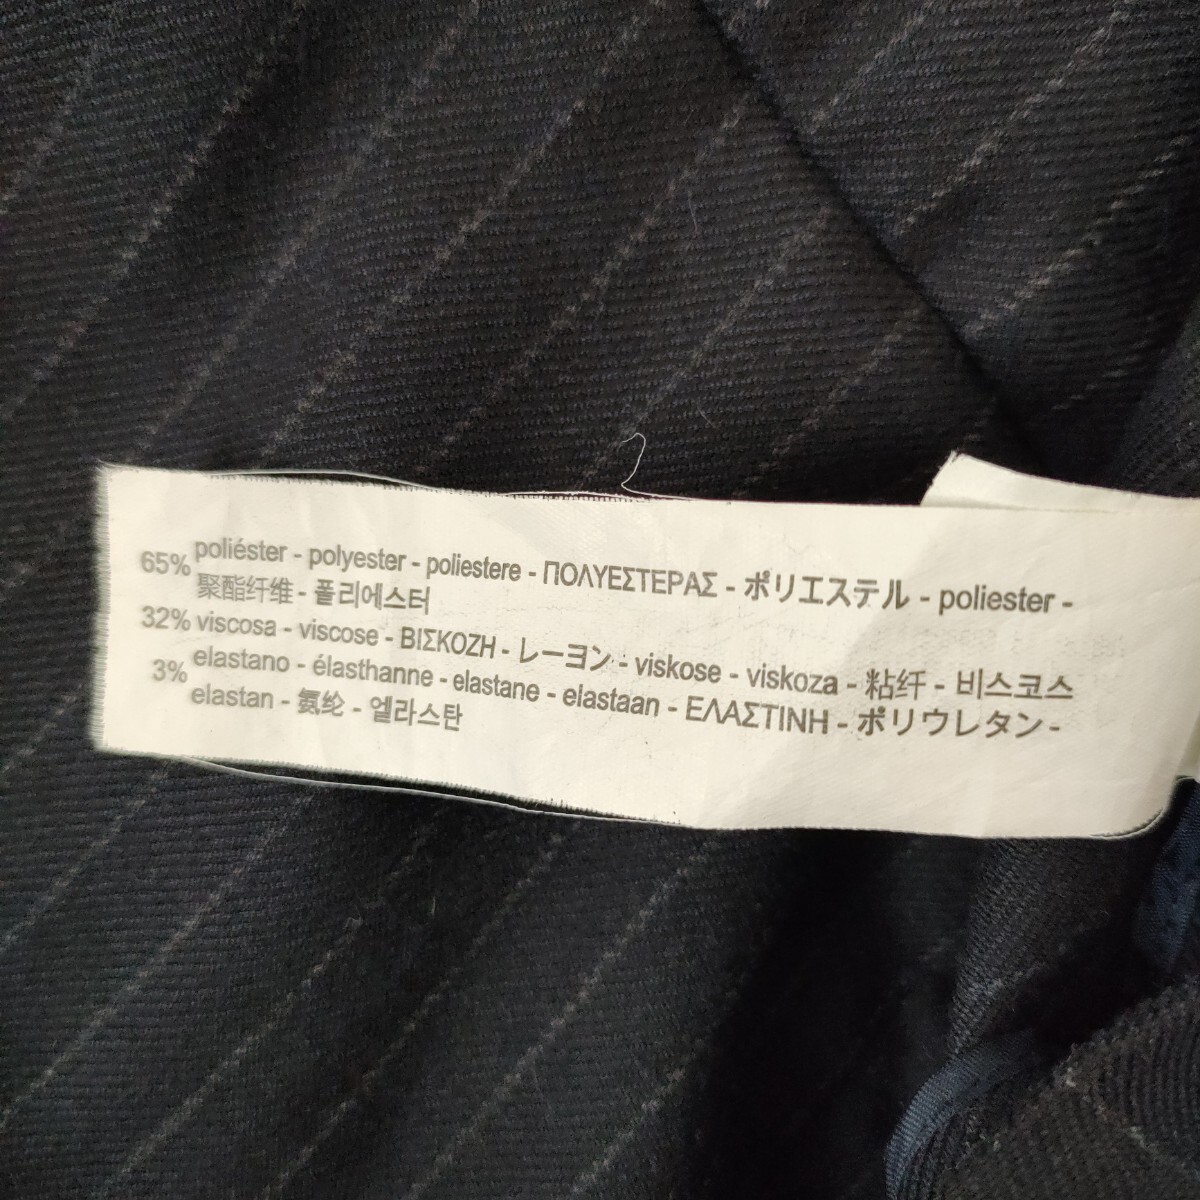 65% poliéster - polyester - poliestere - ΠΟΛΥΕΣΤΕΡΑΣ - ポリエステル - poliester -
聚酯纤维 - 폴리에스터
32% viscosa - viscose - ΒΙΣΚΟΖΗ - レーヨン - viskose - viskoza - 粘纤 - 비스코스
3% elastano - élasthanne - elastane - elastaan - ΕΛΑΣΤΙΝΗ - ポリウレタン -
elastan - 氨纶 - 엘라스탄